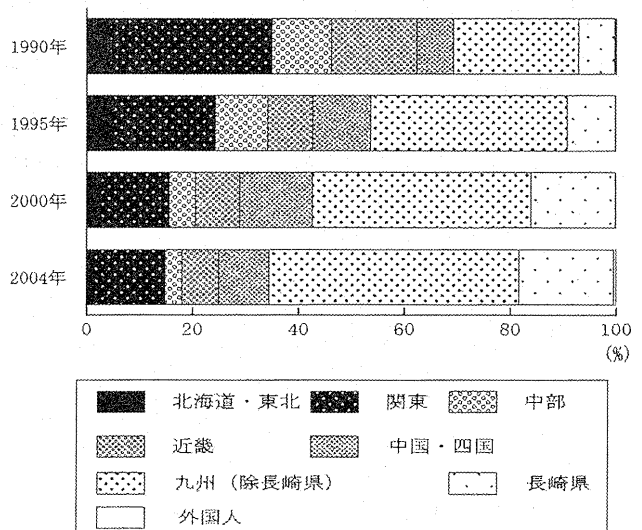 1990年
1995年
2000年
2004年
0 20 40 60 80 100
(%)
北海道・東北 関東 中部
近畿 中国・四国
九州（除長崎県） 長崎県
外国人